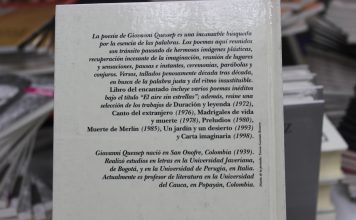 La poesía de Giovanni Quessep es una incansable búsqueda
por la esencia de las palabras. Los poemas aquí reunidos
son tránsito pausado de hermosas imágenes plásticas,
recuperación incesante de la imaginación, reunión de lugares
y sensaciones, pausas e instantes, ceremonias, parábolas y
conjuros. Versos, tallados pensadamente década tras década,
en busca de la palabra justa y del ritmo insustituible.
Libro del encantado incluye varios poemas inéditos
bajo el título "El aire sin estrellas"; además, reúne una
selección de los trabajos de Duración y leyenda (1972),
Canto del extranjero (1976), Madrigales de vida
y muerte (1978), Preludios (1980),
Muerte de Merlín (1985), Un jardín y un desierto (1993)
y Carta imaginaria (1998).
Giovanni Quessep nació en San Onofre, Colombia (1939).
Realizó estudios en letras en la Universidad Javeriana,
de Bogotá, y en la Universidad de Perugia, en Italia.
Actualmente es profesor de literatura en la Universidad
del Cauca, en Popayán, Colombia.